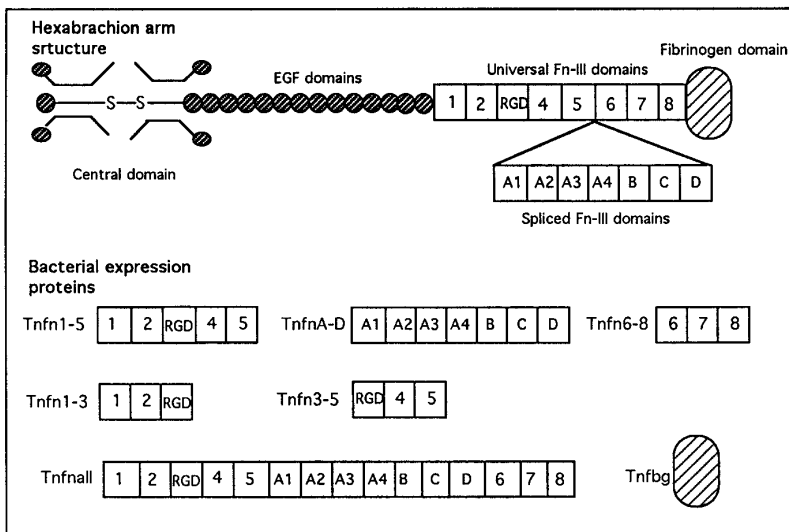 Hexabrachion arm
srtucture
Fibrinogen domain
EGF domains
Universal Fn-III domains
S S
1 2 RGD 4 5 6 7 8
Central domain
A1 A2 A3 A4 B C D
Spliced Fn-III domains
Bacterial expression
proteins
Tnfn1-5 1 2 RGD 4 5 TnfnA-D A1 A2 A3 A4 B C D Tnfn6-8 6 7 8
Tnfn1-3 1 2 RGD Tnfn3-5 RGD 4 5
Tnfnall 1 2 RGD 4 5 A1 A2 A3 A4 B C D 6 7 8 Tnfbg